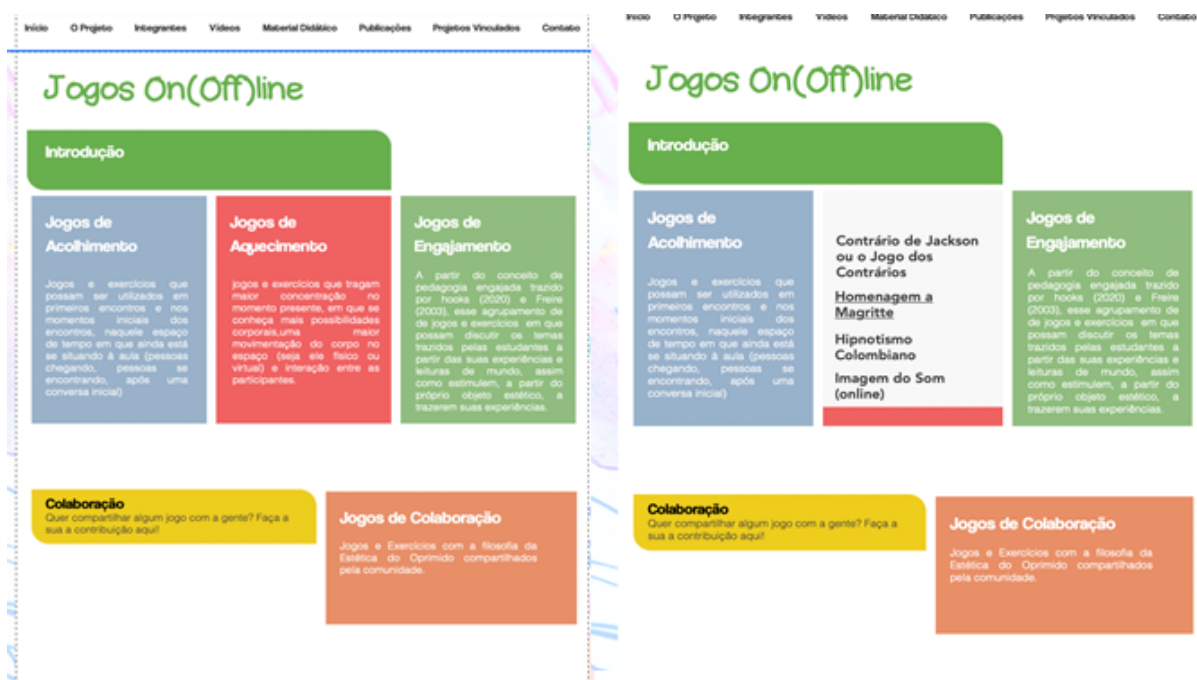 Início O Projeto Integrantes Vídeos Material Didático Publicações Projetos Vinculados Contato
Jogos On(Off)line
Introdução
Jogos de
Acolhimento
Jogos e exercícios que
possam ser utilizados em
primeiros encontros e nos
momentos iniciais dos
encontros, naquele espaço
de tempo em que ainda está
se situando à aula (pessoas
chegando, pessoas se
encontrando, após uma
conversa inicial)
Jogos de
Aquecimento
jogos e exercícios que tragam
maior concentração no
momento presente, em que se
conheça mais possibilidades
corporais,uma maior
movimentação do corpo no
espaço (seja ele físico ou
virtual) e interação entre as
participantes.
Jogos de
Engajamento
A partir do conceito de
pedagogia engajada trazido
por hooks (2020) e Freire
(2003), esse agrupamento de
de jogos e exercícios em que
possam discutir os temas
trazidos pelas estudantes a
partir das suas experiências e
leituras de mundo, assim
como estimulem, a partir do
próprio objeto estético, a
trazerem suas experiências.
Colaboração
Quer compartilhar algum jogo com a gente? Faça a
sua a contribuição aqui!
Jogos de Colaboração
Jogos e Exercícios com a filosofia da
Estética do Oprimido compartilhados
pela comunidade.
Início O Projeto Integrantes Vídeos Material Didático Publicações Projetos Vinculados Contato
Jogos On(Off)line
Introdução
Jogos de
Acolhimento
Jogos e exercícios que
possam ser utilizados em
primeiros encontros e nos
momentos iniciais dos
encontros, naquele espaço
de tempo em que ainda está
se situando à aula (pessoas
chegando, pessoas se
encontrando, após uma
conversa inicial)
Contrário de Jackson
ou o Jogo dos
Contrários
Homenagem a
Magritte
Hipnotismo
Colombiano
Imagem do Som
(online)
Jogos de
Engajamento
A partir do conceito de
pedagogia engajada trazido
por hooks (2020) e Freire
(2003), esse agrupamento de
de jogos e exercícios em que
possam discutir os temas
trazidos pelas estudantes a
partir das suas experiências e
leituras de mundo, assim
como estimulem, a partir do
próprio objeto estético, a
trazerem suas experiências.
Colaboração
Quer compartilhar algum jogo com a gente? Faça a
sua a contribuição aqui!
Jogos de Colaboração
Jogos e Exercícios com a filosofia da
Estética do Oprimido compartilhados
pela comunidade.